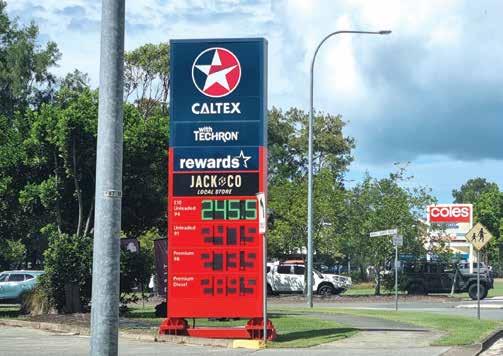 CALTEX
with
TECHRON
rewards
JACK & CO
LOCAL STORE
E10
Unleaded
94
245.9
Unleaded
91
Premium
98
Premium
Diesel
coles